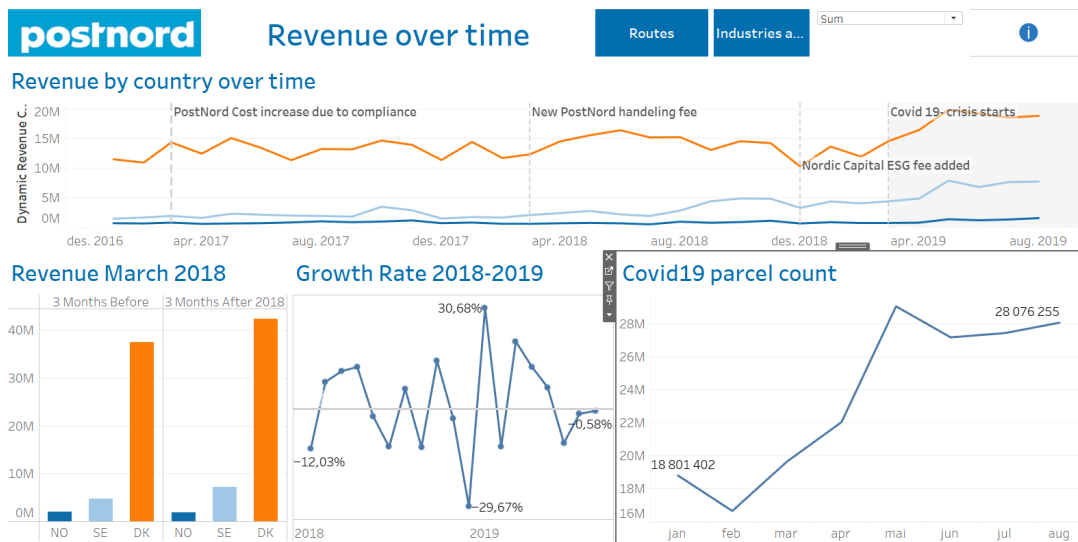 postnord
Revenue over time
Routes
Industries a...
Sum
i
Revenue by country over time
Dynamic Revenue C..
20M
15M
10M
5M
0M
PostNord Cost increase due to compliance
New PostNord handeling fee
Covid 19-crisis starts
Nordic Capital ESG fee added
des. 2016
apr. 2017
aug. 2017
des. 2017
apr. 2018
aug. 2018
des. 2018
apr. 2019
aug. 2019
Revenue March 2018
3 Months Before
3 Months After 2018
40M
30M
20M
10M
0M
NO
SE
DK
NO
SE
DK
Growth Rate 2018-2019
30,68%
−12,03%
−29,67%
−0,58%
2018
2019
Covid19 parcel count
28M
26M
24M
22M
20M
18M
16M
18 801 402
28 076 255
jan
feb
mar
apr
mai
jun
jul
aug